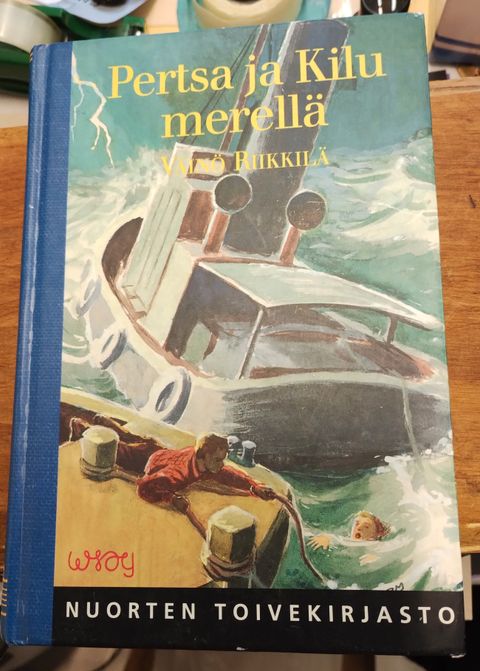 Pertsa ja Kilu
merellä
VÄINÖ RIIKKILÄ
wsoy
NUORTEN TOIVEKIRJASTO